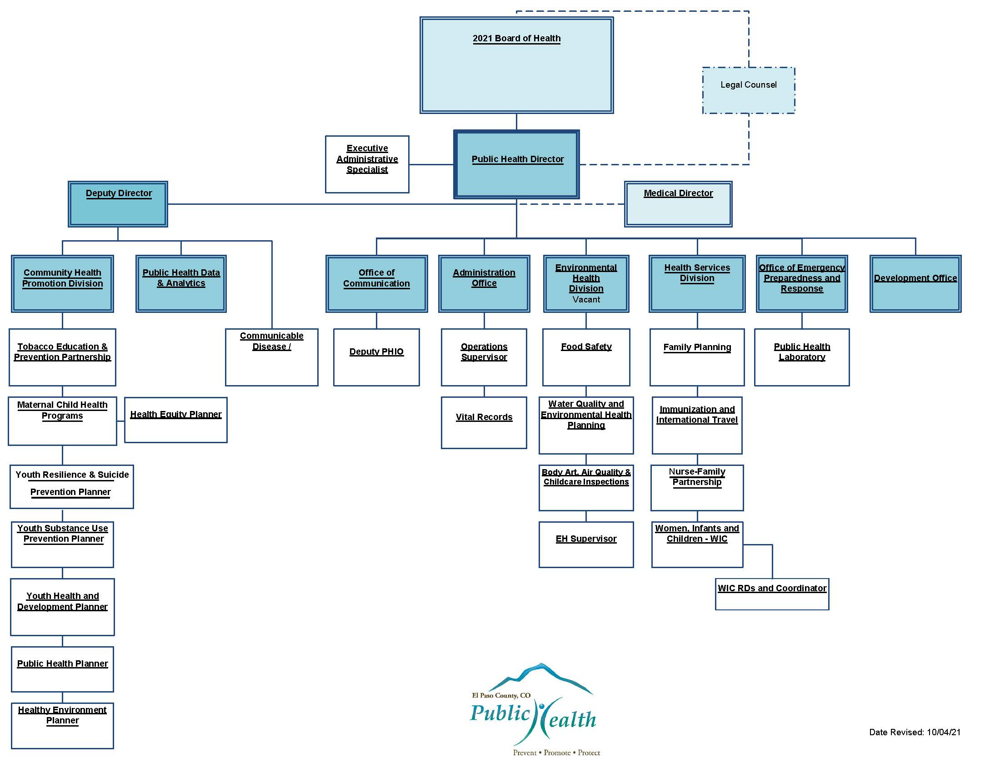 2021 Board of Health
Legal Counsel
Executive
Administrative
Specialist
Public Health Director
Deputy Director
Medical Director
Community Health
Promotion Division
Public Health Data
& Analytics
Office of
Communication
Administration
Office
Environmental
Health
Division
Vacant
Health Services
Division
Office of Emergency
Preparedness and
Response
Development Office
Tobacco Education &
Prevention Partnership
Communicable
Disease /
Deputy PHIO
Operations
Supervisor
Food Safety
Family Planning
Public Health
Laboratory
Maternal Child Health
Programs
Health Equity Planner
Vital Records
Water Quality and
Environmental Health
Planning
Immunization and
International Travel
Youth Resilience & Suicide
Prevention Planner
Body Art, Air Quality &
Childcare Inspections
Nurse-Family
Partnership
Youth Substance Use
Prevention Planner
EH Supervisor
Women, Infants and
Children - WIC
Youth Health and
Development Planner
WIC RDs and Coordinator
Public Health Planner
Healthy Environment
Planner
El Paso County, CO
Public Health
Prevent • Promote • Protect
Date Revised: 10/04/21